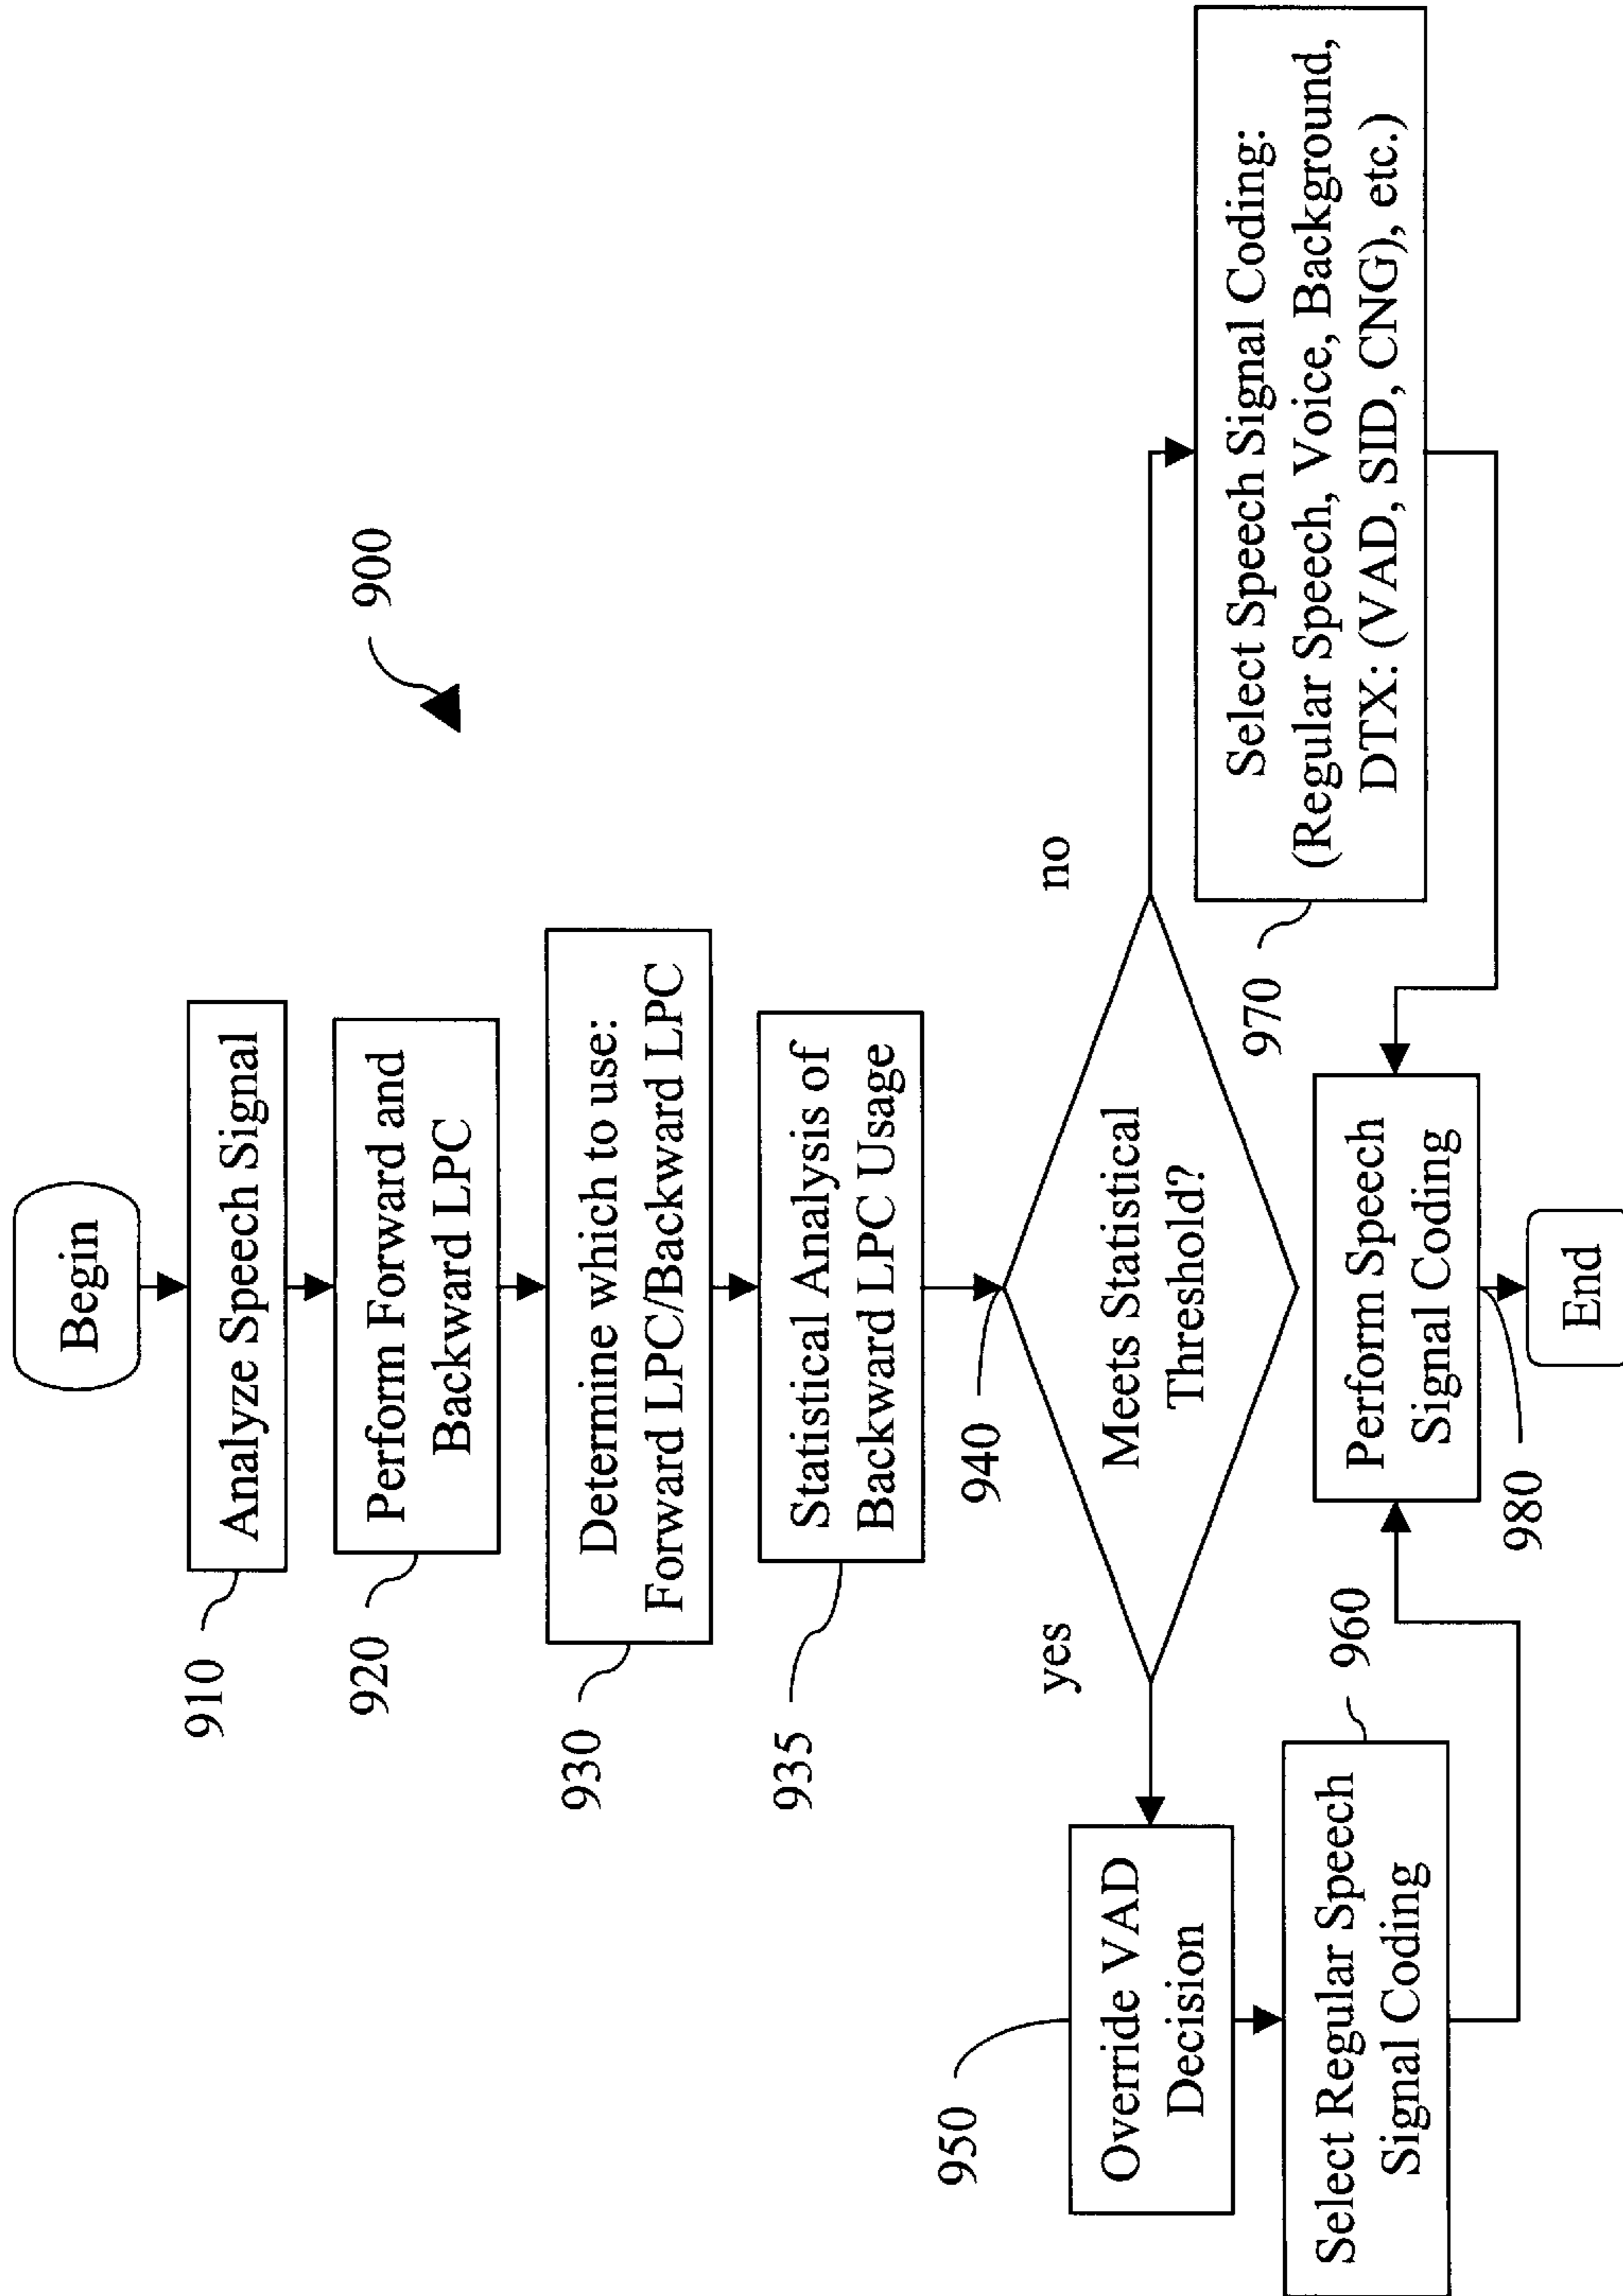 Begin
900
910
Analyze Speech Signal
920
Perform Forward and
Backward LPC
930
Determine which to use:
Forward LPC/Backward LPC
935
Statistical Analysis of
Backward LPC Usage
940
Meets Statistical
Threshold?
yes
no
950
Override VAD
Decision
960
Select Regular Speech
Signal Coding
970
Select Speech Signal Coding:
(Regular Speech, Voice, Background,
DTX: (VAD, SID, CNG), etc.)
Perform Speech
Signal Coding
980
End